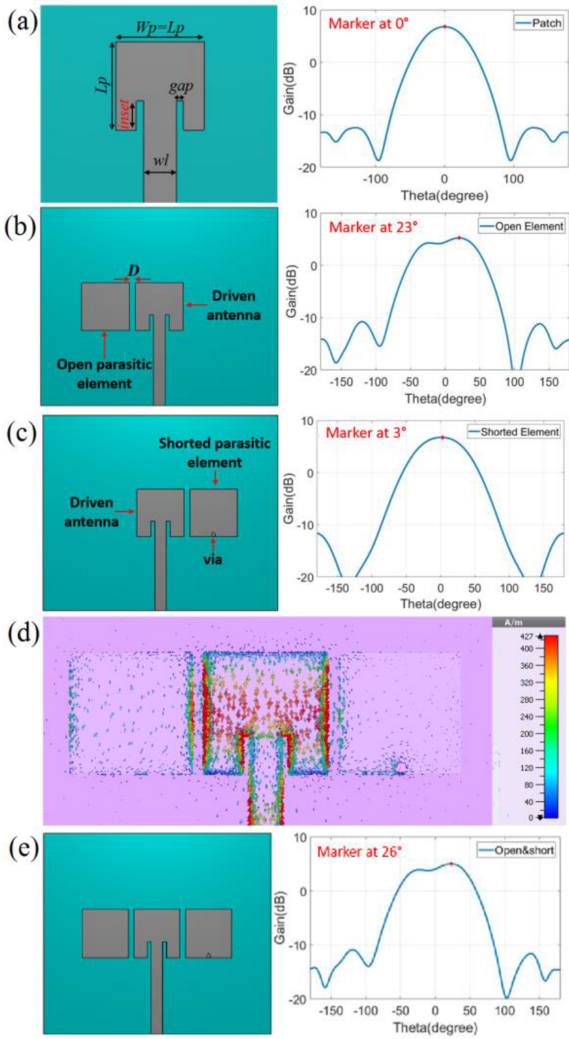 (a)
Wp=Lp
Lp
gap
inset
wl
Marker at 0°
Patch
Gain(dB)
10
0
-10
-20
-100
0
100
Theta(degree)
(b)
D
Driven
antenna
Open parasitic
element
Marker at 23°
Open Element
Gain(dB)
10
0
-10
-20
-150
-100
-50
0
50
100
150
Theta(degree)
(c)
Shorted parasitic
element
Driven
antenna
via
Marker at 3°
Shorted Element
Gain(dB)
10
0
-10
-20
-150
-100
-50
0
50
100
150
Theta(degree)
(d)
A/m
427
400
360
320
280
240
200
160
120
80
40
0
(e)
Marker at 26°
Open&short
Gain(dB)
10
0
-10
-20
-150
-100
-50
0
50
100
150
Theta(degree)